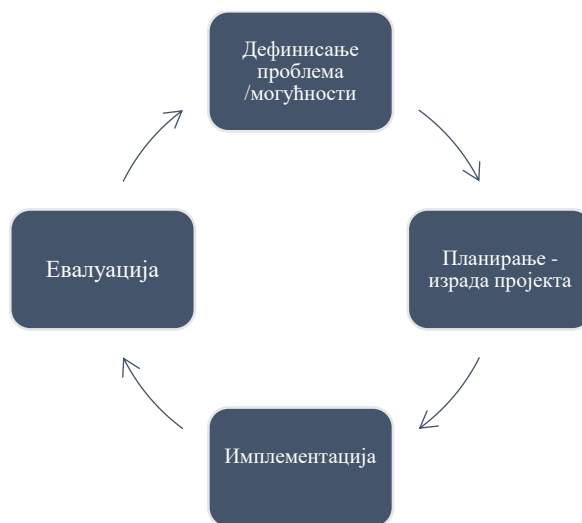 Дефинисање
проблема
/могућности
Планирање -
израда пројекта
Имплементација
Евалуација